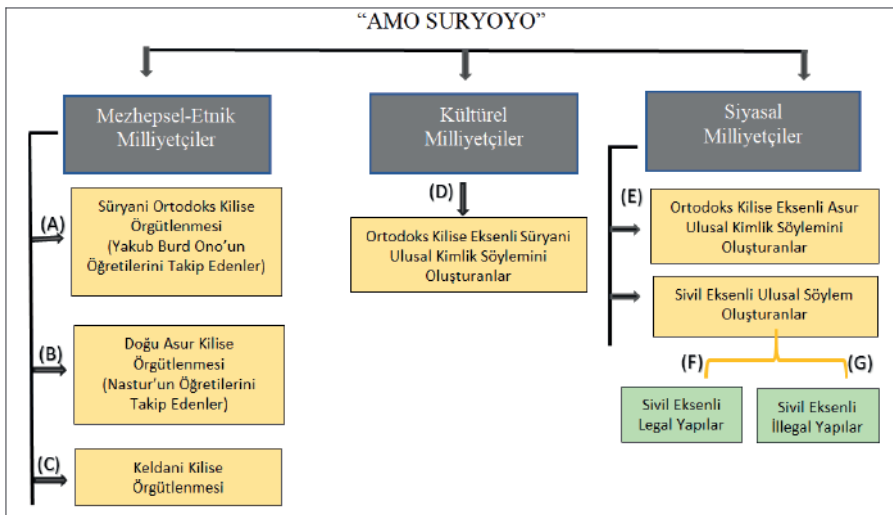 “AMO SURYOYO”
Mezhepsel-Etnik
Milliyetçiler
(A)
Süryani Ortodoks Kilise
Örgütlenmesi
(Yakub Burd Ono’un
Öğretilerini Takip Edenler)
(B)
Doğu Asur Kilise
Örgütlenmesi
(Nastur’un Öğretilerini
Takip Edenler)
(C)
Keldani Kilise
Örgütlenmesi
Kültürel
Milliyetçiler
(D)
Ortodoks Kilise Eksenli Süryani
Ulusal Kimlik Söylemini
Oluşturanlar
Siyasal
Milliyetçiler
(E)
Ortodoks Kilise Eksenli Asur
Ulusal Kimlik Söylemini
Oluşturanlar
Sivil Eksenli Ulusal Söylem
Oluşturanlar
(F)
Sivil Eksenli
Legal Yapılar
(G)
Sivil Eksenli
İllegal Yapılar